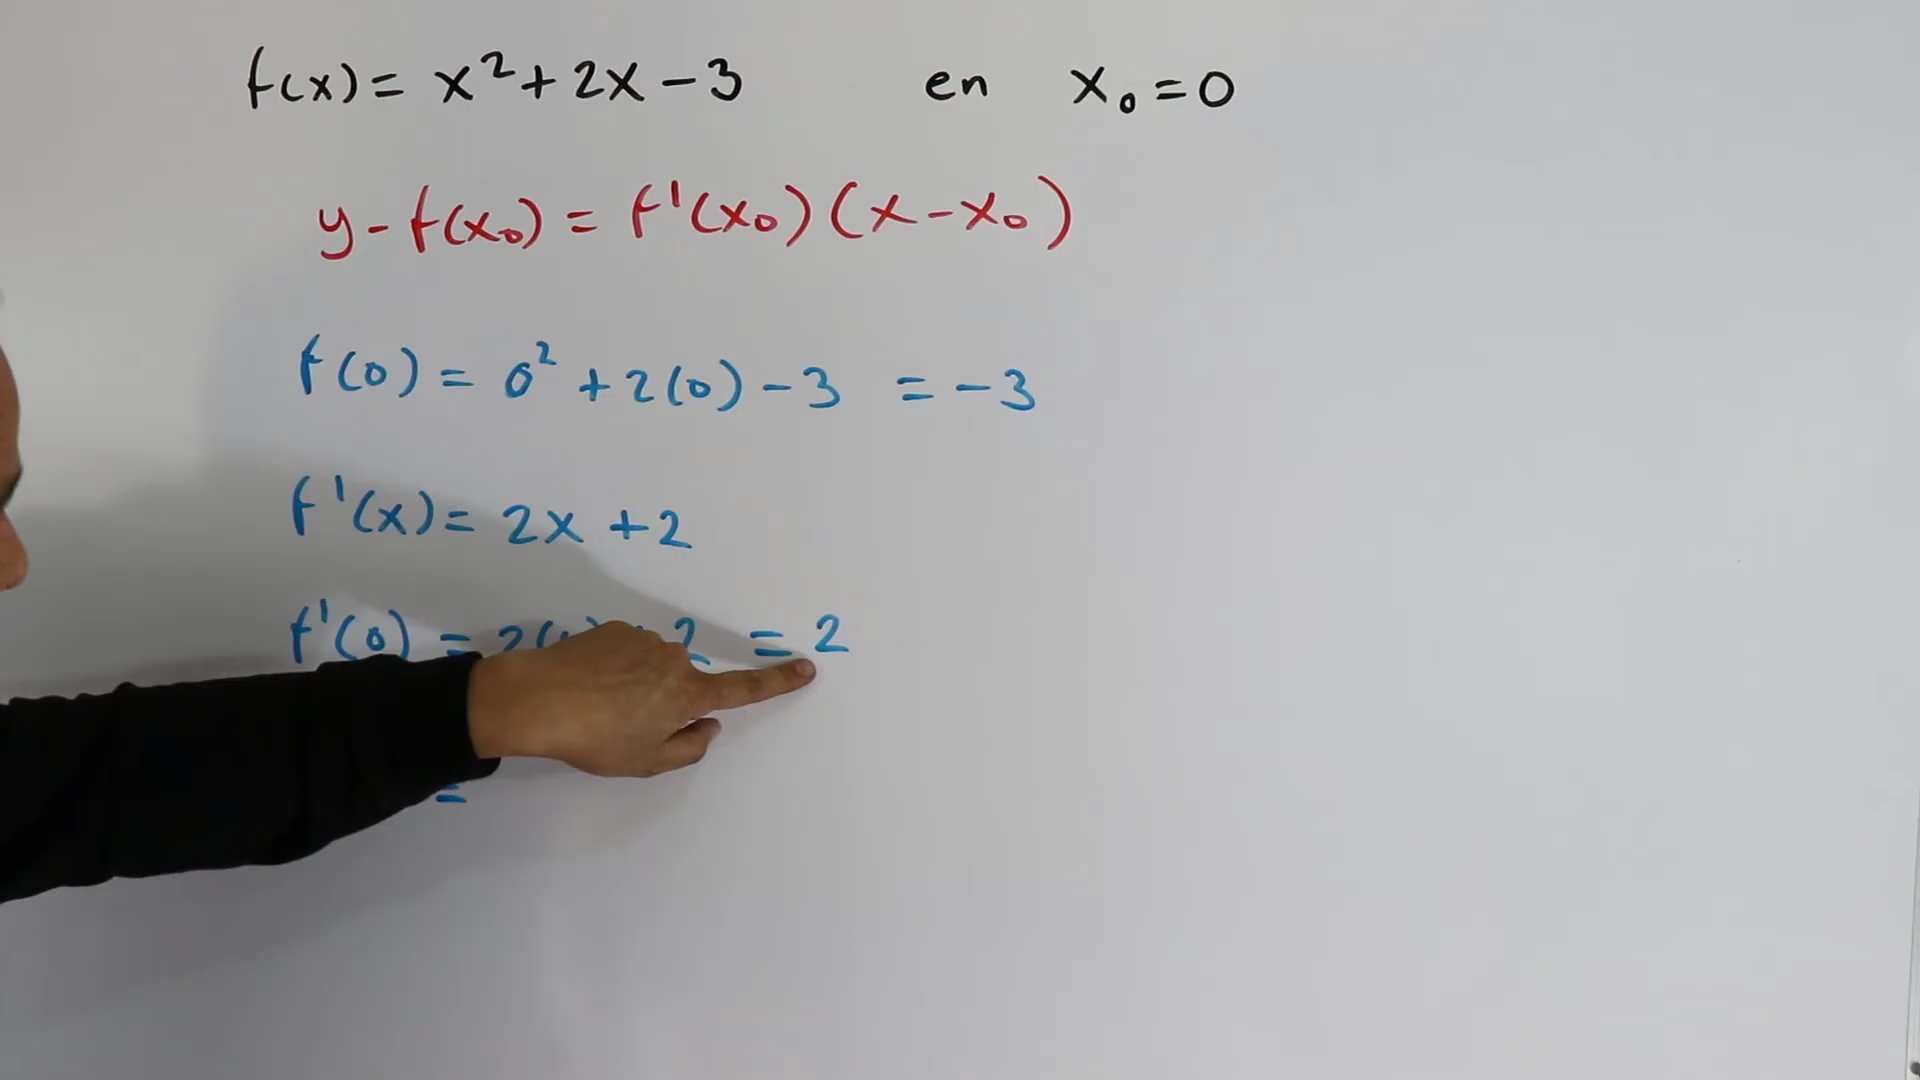 f(x) = x² + 2x - 3 en x₀ = 0
y - f(x₀) = f'(x₀) (x - x₀)
f(0) = 0² + 2(0) - 3 = -3
f'(x) = 2x + 2
f'(0) = 2 = 2
=